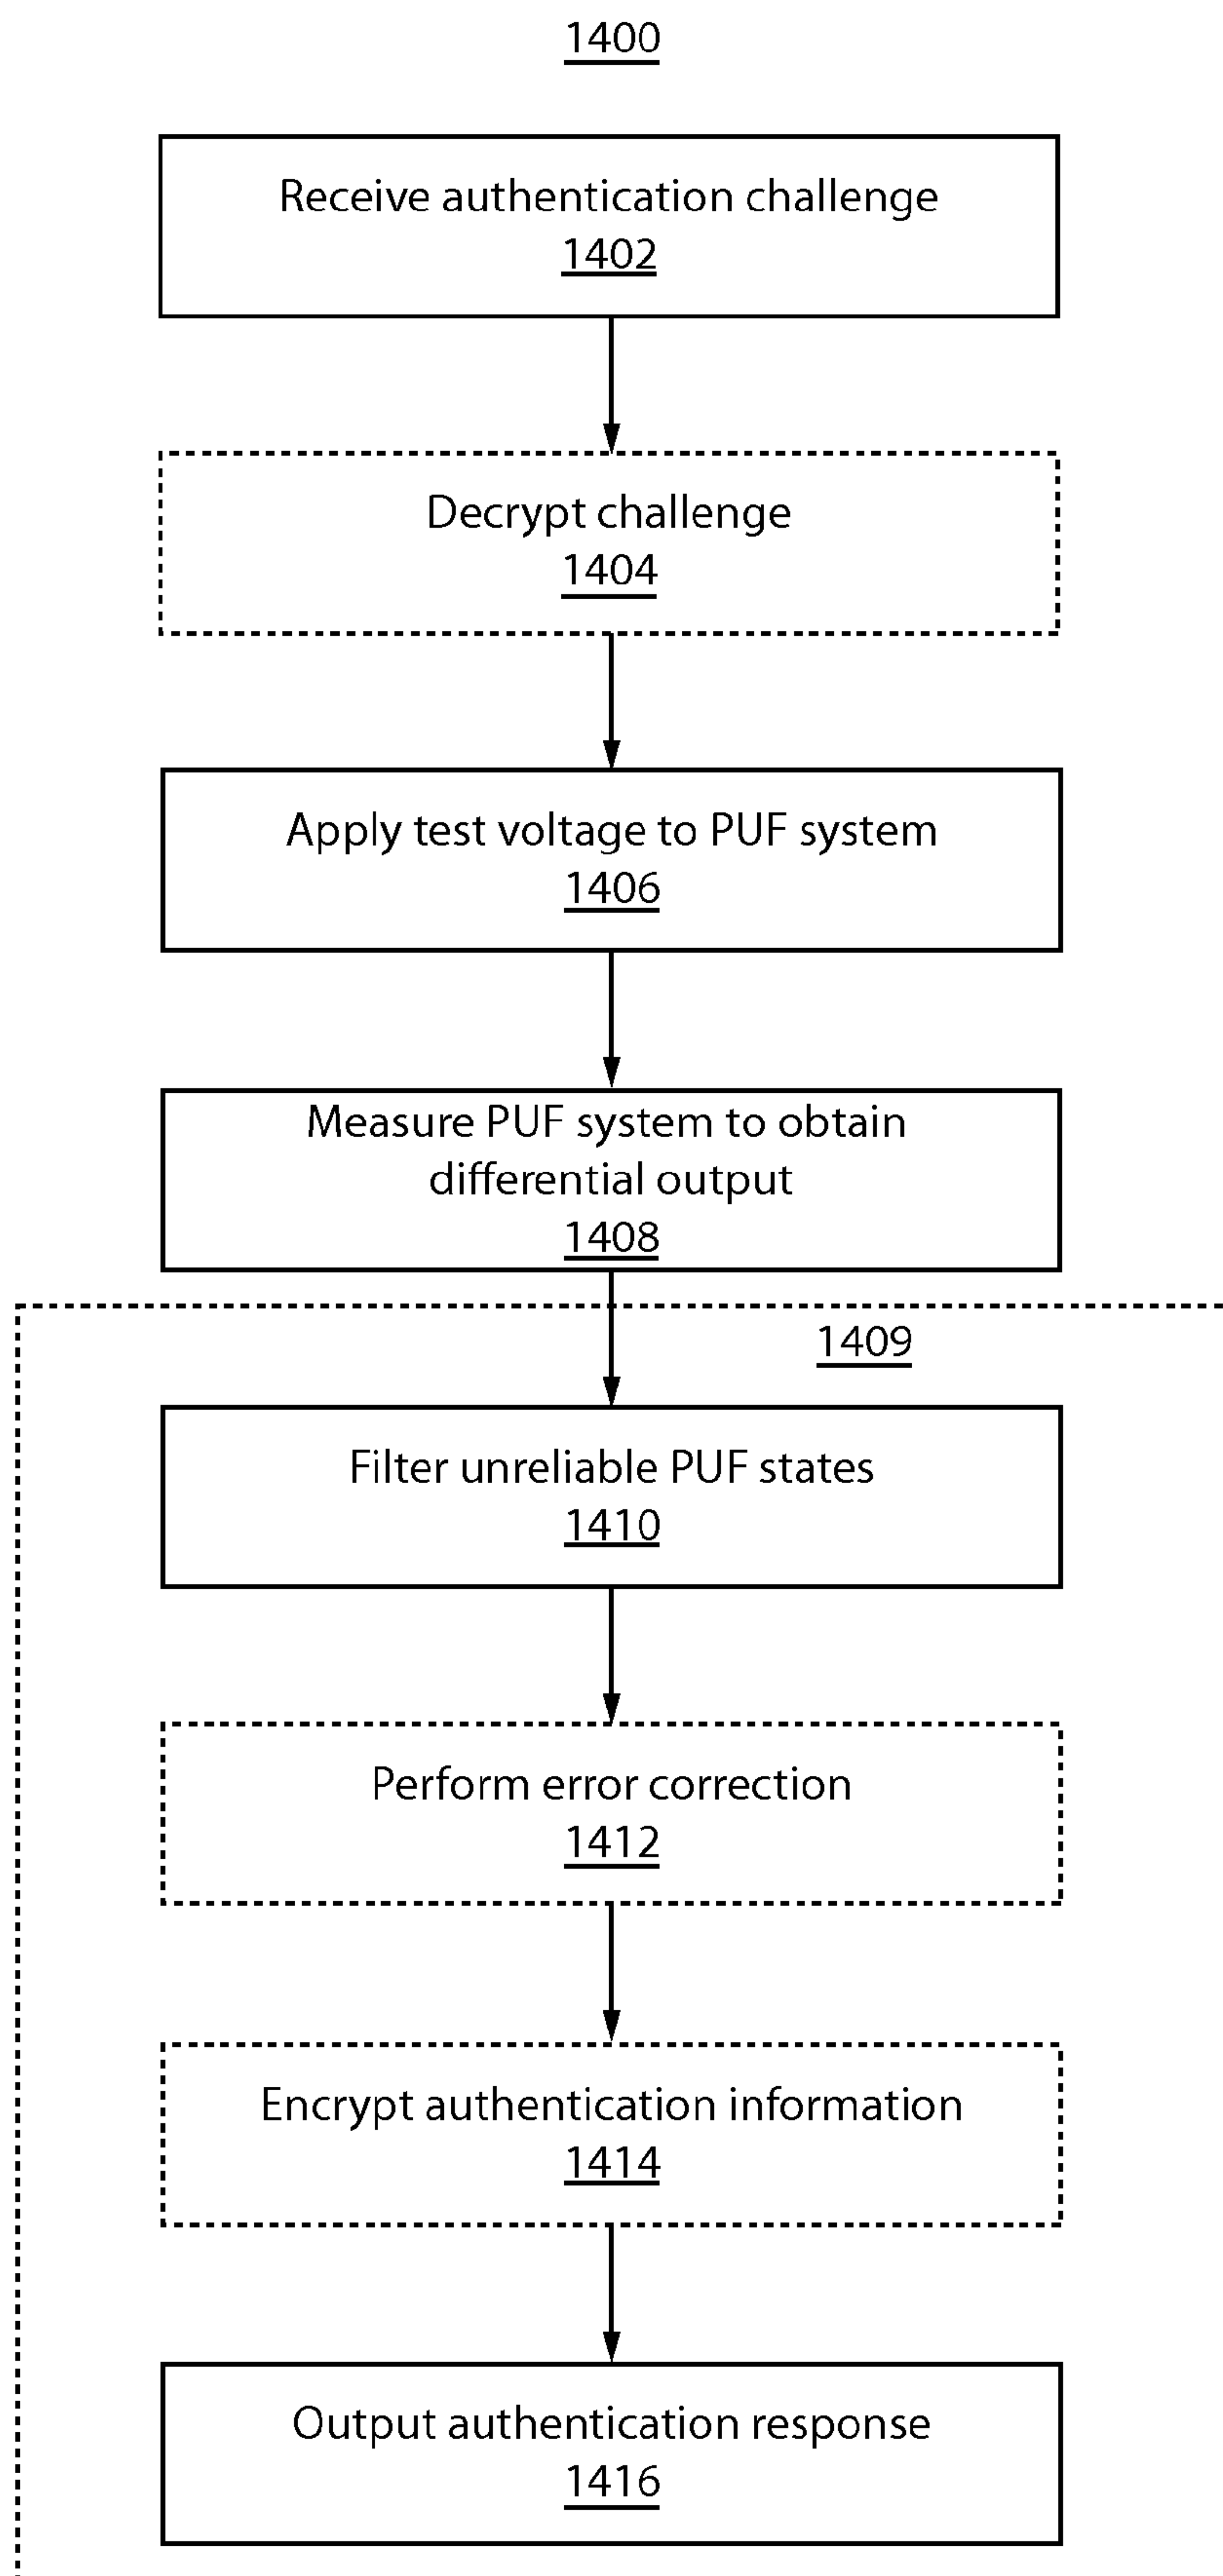 1400
Receive authentication challenge
1402
Decrypt challenge
1404
Apply test voltage to PUF system
1406
Measure PUF system to obtain
differential output
1408
1409
Filter unreliable PUF states
1410
Perform error correction
1412
Encrypt authentication information
1414
Output authentication response
1416